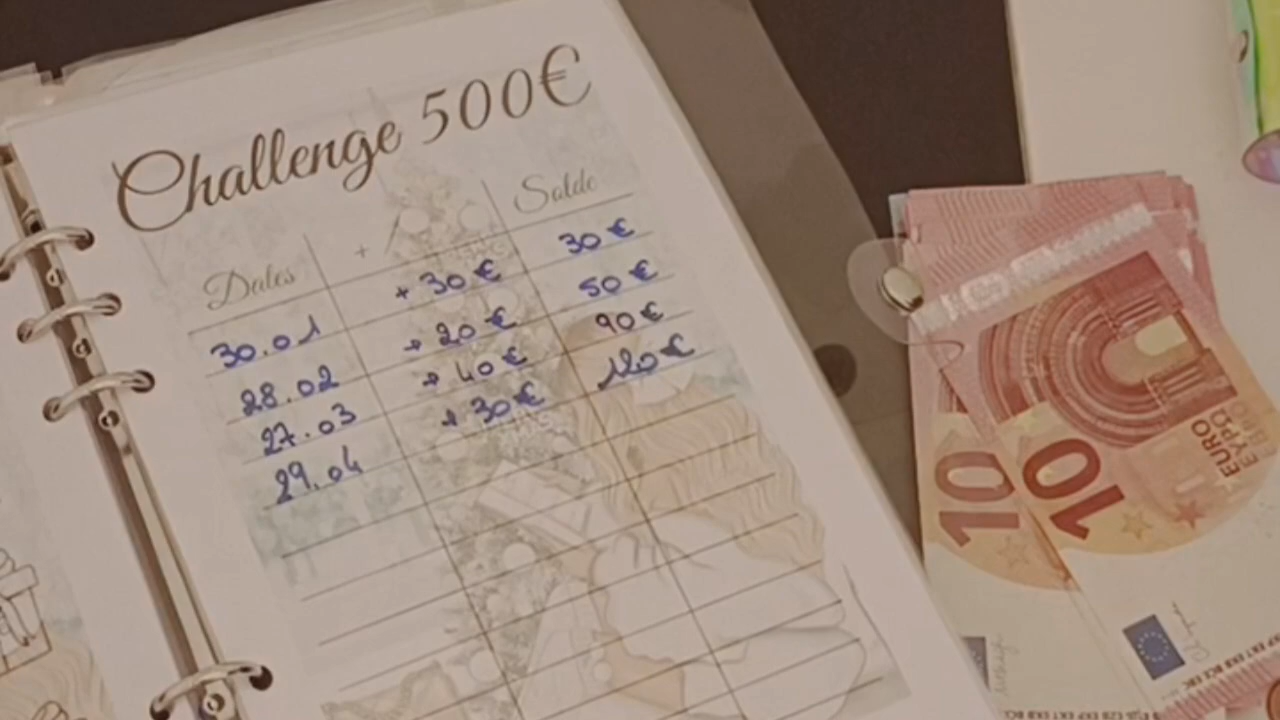 Challenge 500€
Dates + Solde
30.01 + 30 € 30 €
28.02 + 20 € 50 €
27.03 + 40 € 90 €
29.04 + 30 € 120 €
10
10
EURO
ΕΥΡΩ